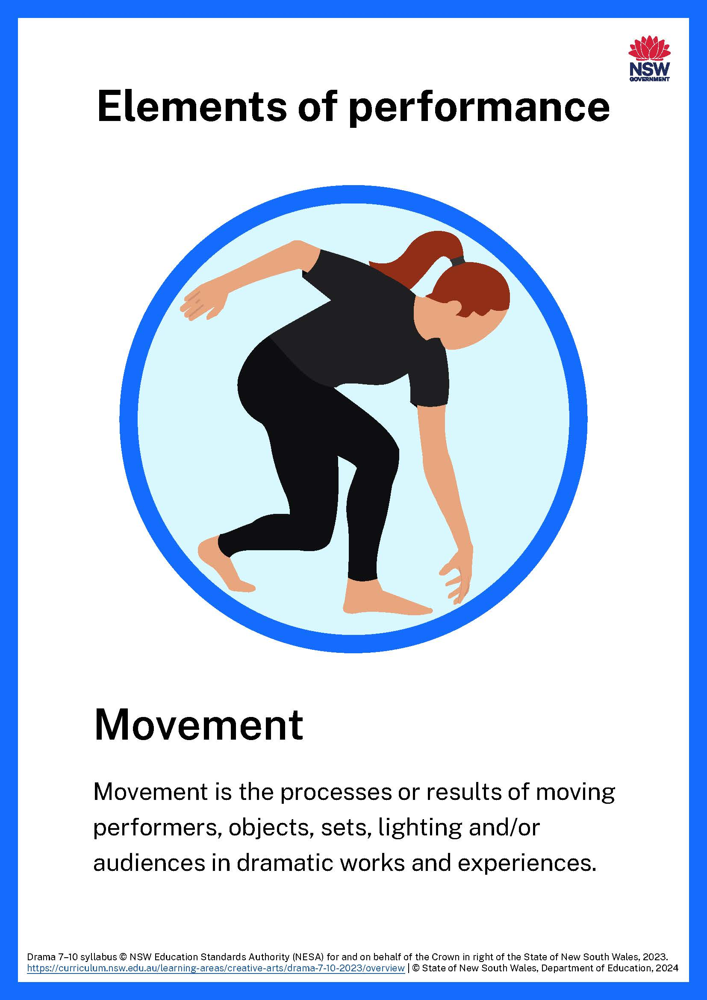 NSW
GOVERNMENT
Elements of performance
Movement
Movement is the processes or results of moving
performers, objects, sets, lighting and/or
audiences in dramatic works and experiences.
Drama 7–10 syllabus © NSW Education Standards Authority (NESA) for and on behalf of the Crown in right of the State of New South Wales, 2023.
https://curriculum.nsw.edu.au/learning-areas/creative-arts/drama-7-10-2023/overview | © State of New South Wales, Department of Education, 2024